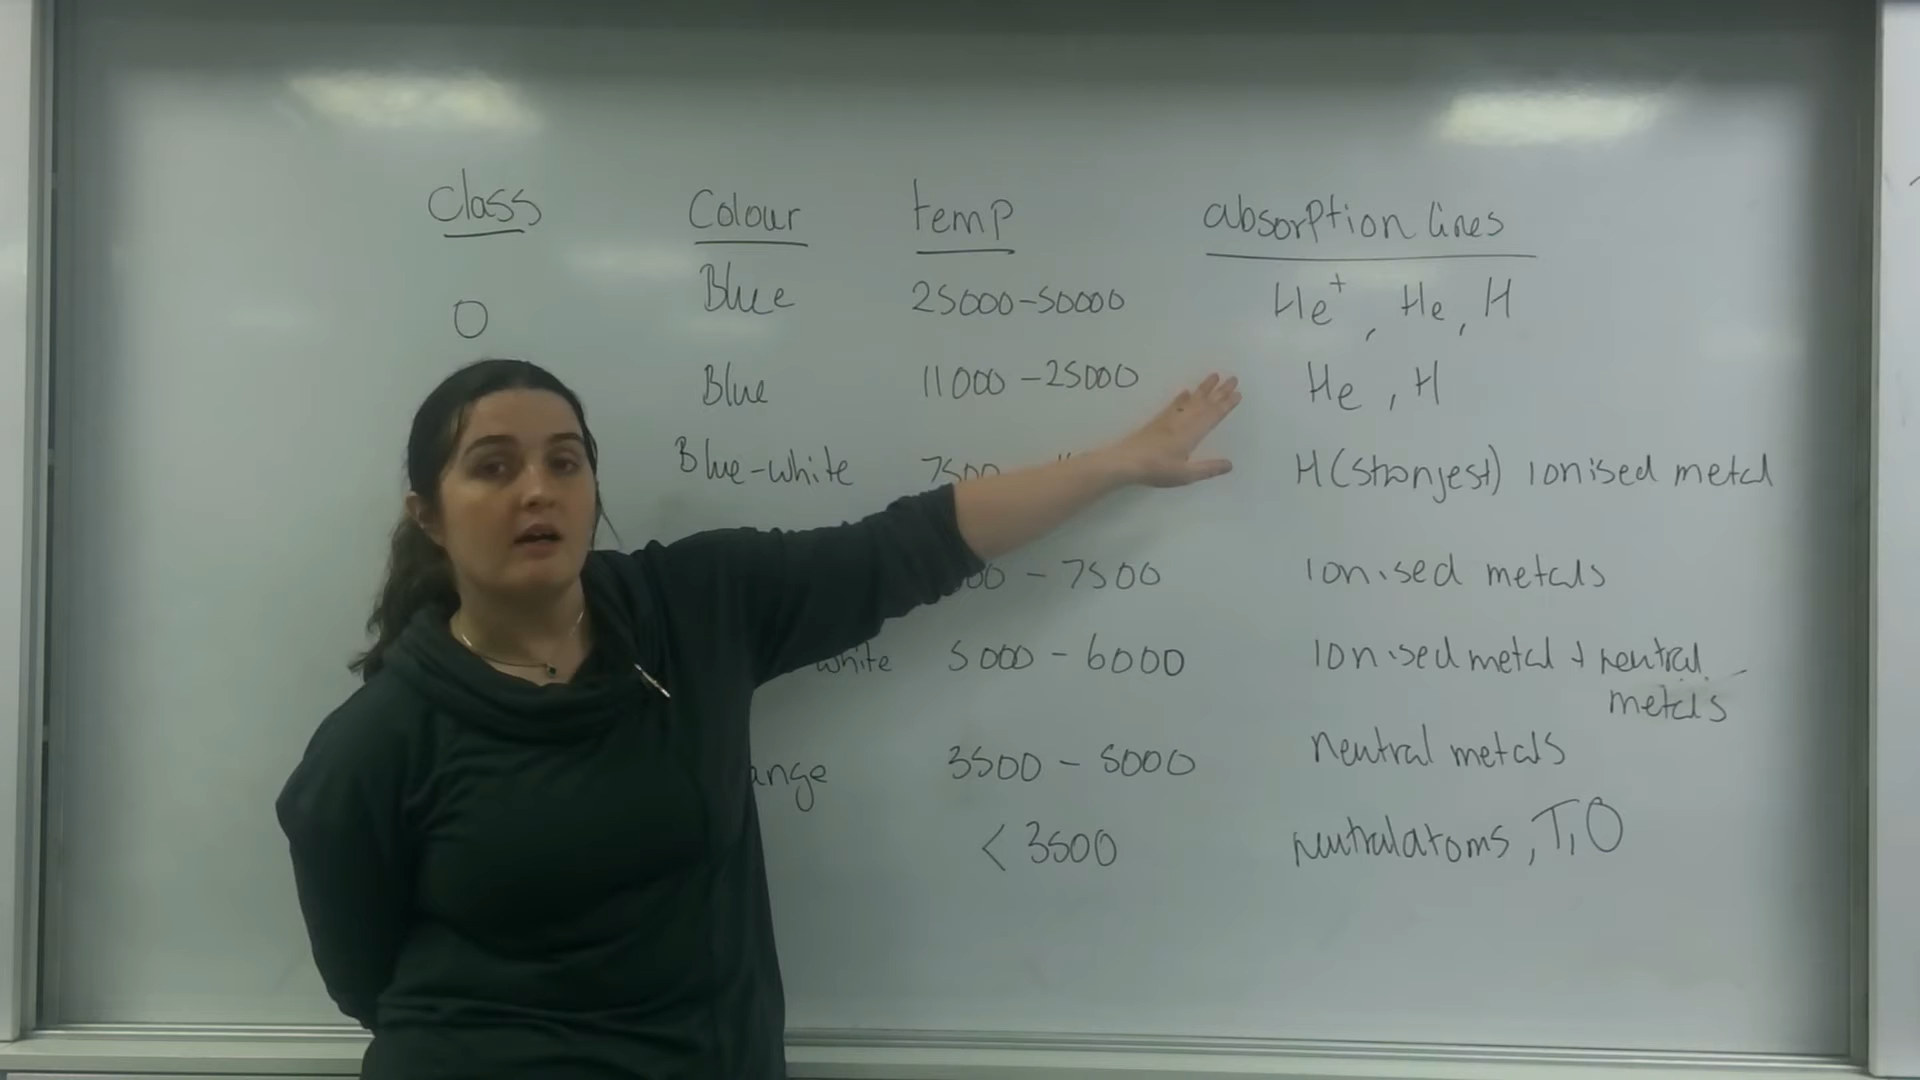 Class Colour temp absorption lines
O Blue 25000-50000 He+, He, H
Blue 11000-25000 He, H
Blue-white 7500 H(strongest) ionised metal
- 7500 ionised metals
white 5000-6000 ionised metal + neutral
metals
3500-5000 neutral metals
< 3500 neutral atoms, TiO